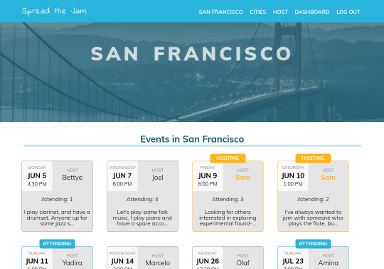 Spread the Jam
SAN FRANCISCO CITIES HOST DASHBOARD LOG OUT
SAN FRANCISCO
Events in San Francisco
MONDAY
JUN 5
4:30 PM
HOST
Bettye
Attending: 1
I play clarinet, and have a
drumset. Anyone up for
some jazz s...
WEDNESDAY
JUN 7
6:00 PM
HOST
Joel
Attending: 4
Let's play some folk
music, I play piano and
have a spare acco...
HOSTING
FRIDAY
JUN 9
6:00 PM
HOST
Sam
Attending: 3
Looking for others
interested in exploring
experimental found-...
HOSTING
SATURDAY
JUN 10
1:00 PM
HOST
Sam
Attending: 2
I've always wanted to
jam with someone who
plays the flute, bu...
ATTENDING
SUNDAY
JUN 11
HOST
Yadira
WEDNESDAY
JUN 14
HOST
Marcelo
MONDAY
JUN 26
HOST
Olaf
ATTENDING
SUNDAY
JUL 23
HOST
Amina